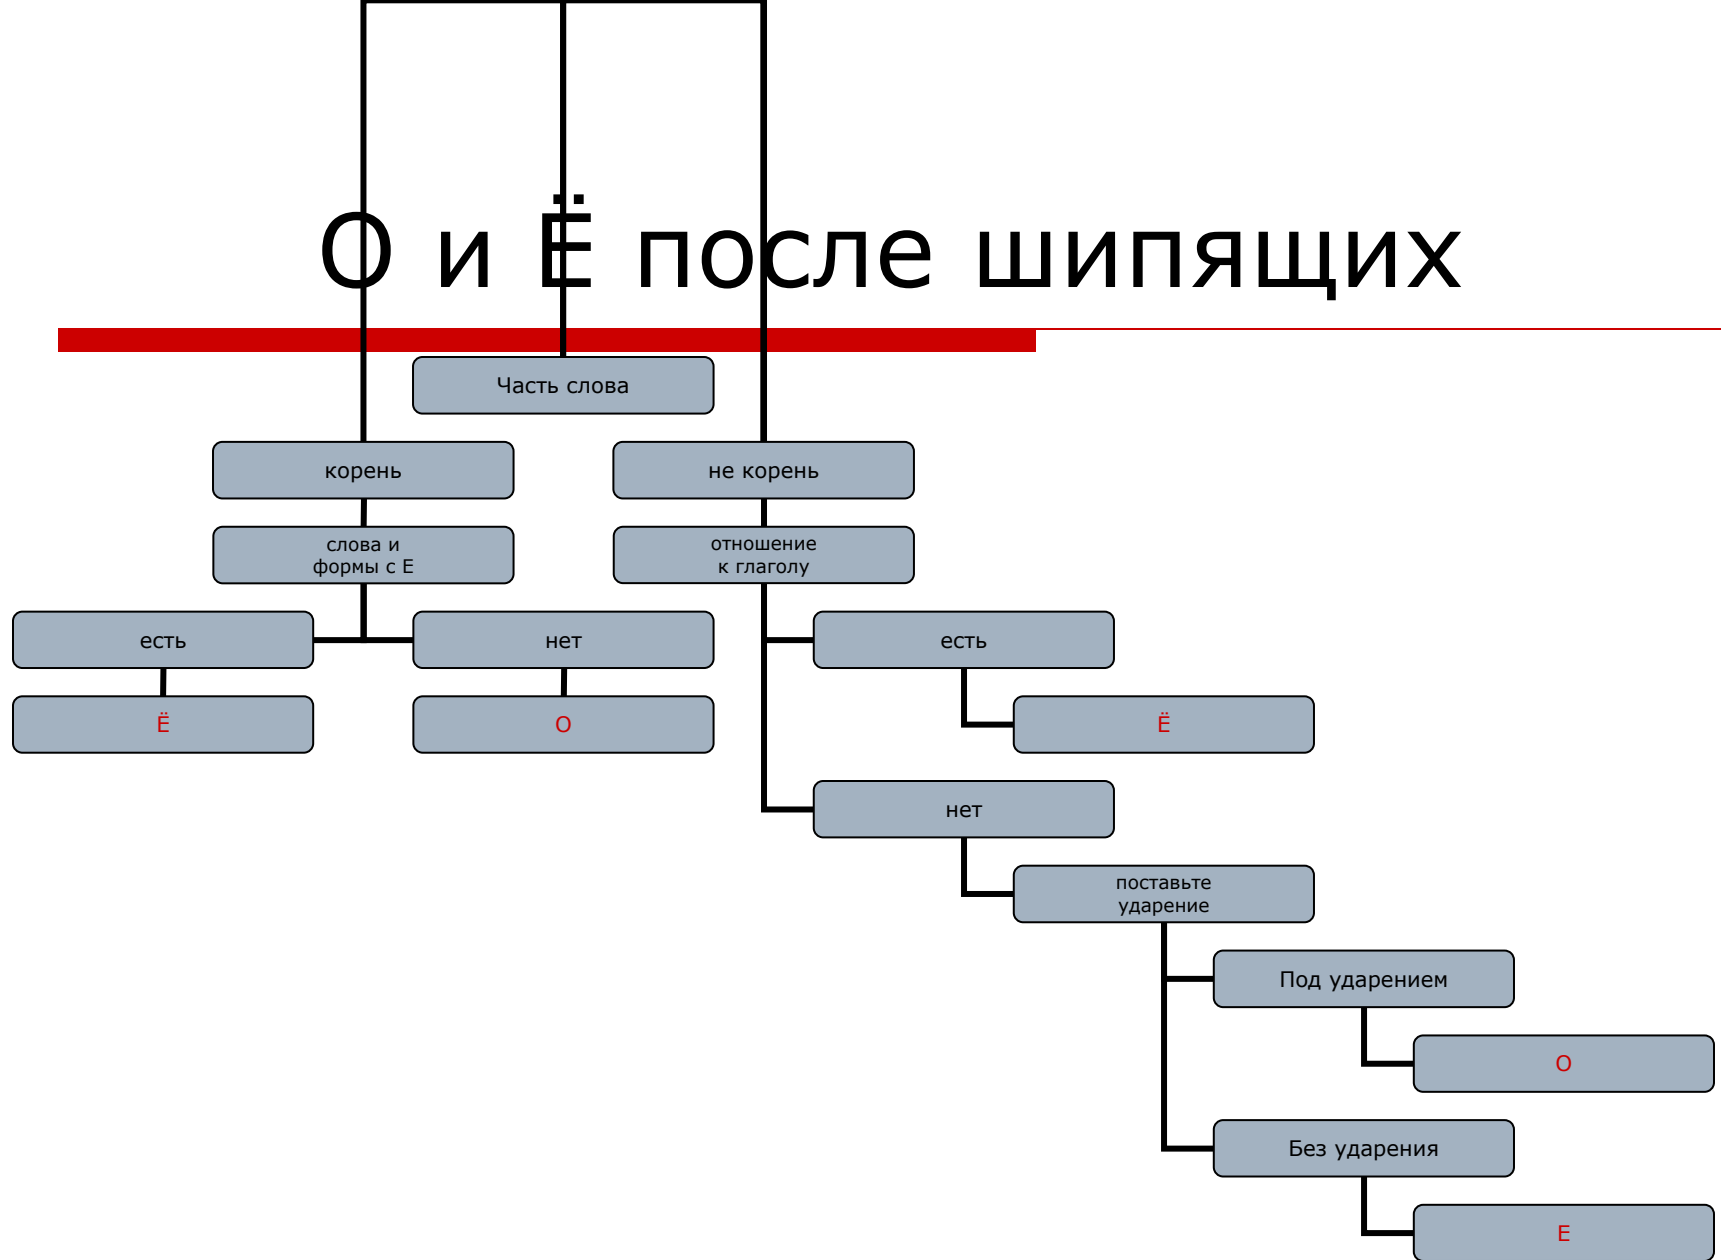 О и Ё после шипящих
Часть слова
корень
не корень
слова и
формы с Е
отношение
к глаголу
есть
нет
есть
Ё
О
Ё
нет
поставьте
ударение
Под ударением
О
Без ударения
Е